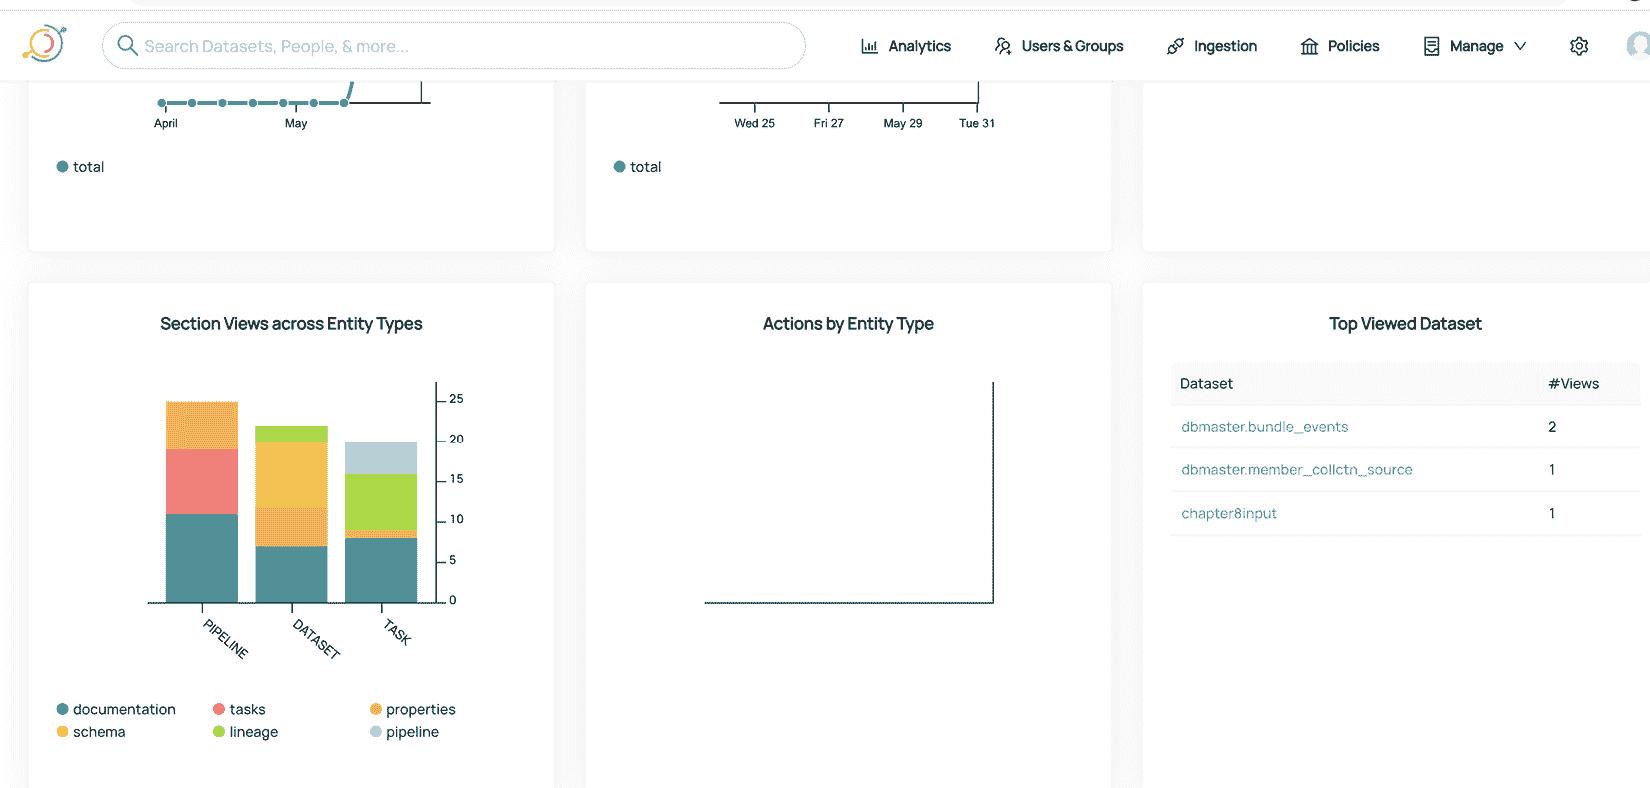 Search Datasets, People, & more...
Analytics
Users & Groups
Ingestion
Policies
Manage
April May
total
Wed 25 Fri 27 May 29 Tue 31
total
Section Views across Entity Types
25
20
15
10
5
0
PIPELINE DATASET TASK
documentation tasks properties
schema lineage pipeline
Actions by Entity Type
Top Viewed Dataset
Dataset #Views
dbmaster.bundle_events 2
dbmaster.member_collctn_source 1
chapter8input 1